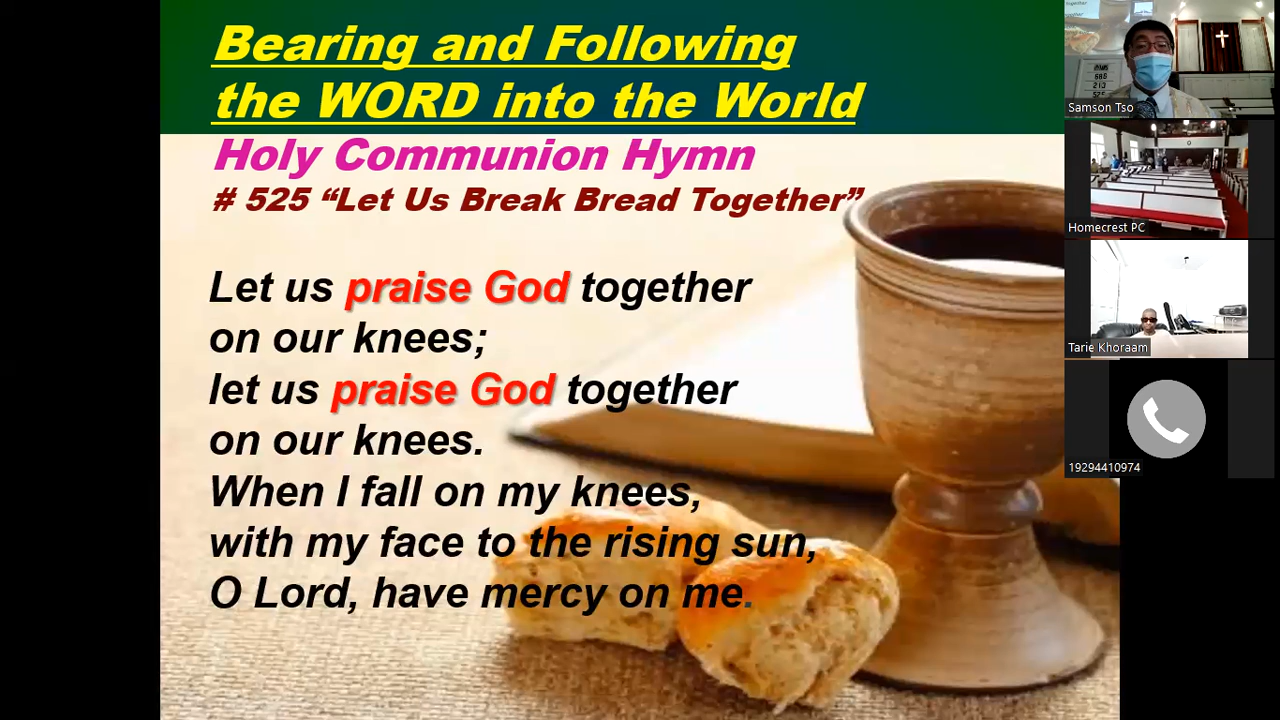 Bearing and Following
the WORD into the World
Holy Communion Hymn
# 525 “Let Us Break Bread Together”
Let us praise God together
on our knees;
let us praise God together
on our knees.
When I fall on my knees,
with my face to the rising sun,
O Lord, have mercy on me.
Samson Tso
Homecrest PC
Tarie Khoraam
19294410974